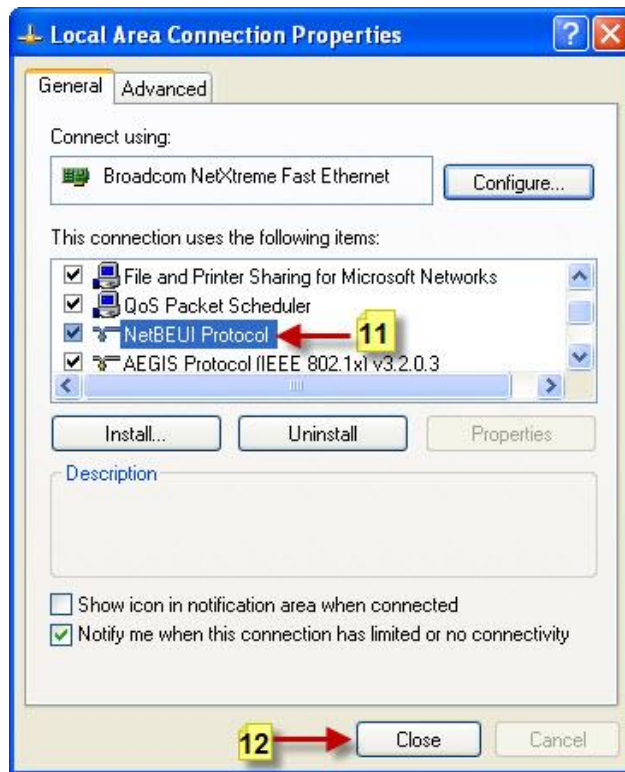 Local Area Connection Properties
General Advanced
Connect using:
Broadcom NetXtreme Fast Ethernet Configure...
This connection uses the following items:
File and Printer Sharing for Microsoft Networks
QoS Packet Scheduler
NetBEUI Protocol 11
AEGIS Protocol (IEEE 802.1x) v3.2.0.3
Install... Uninstall Properties
Description
Show icon in notification area when connected
Notify me when this connection has limited or no connectivity
12 Close Cancel